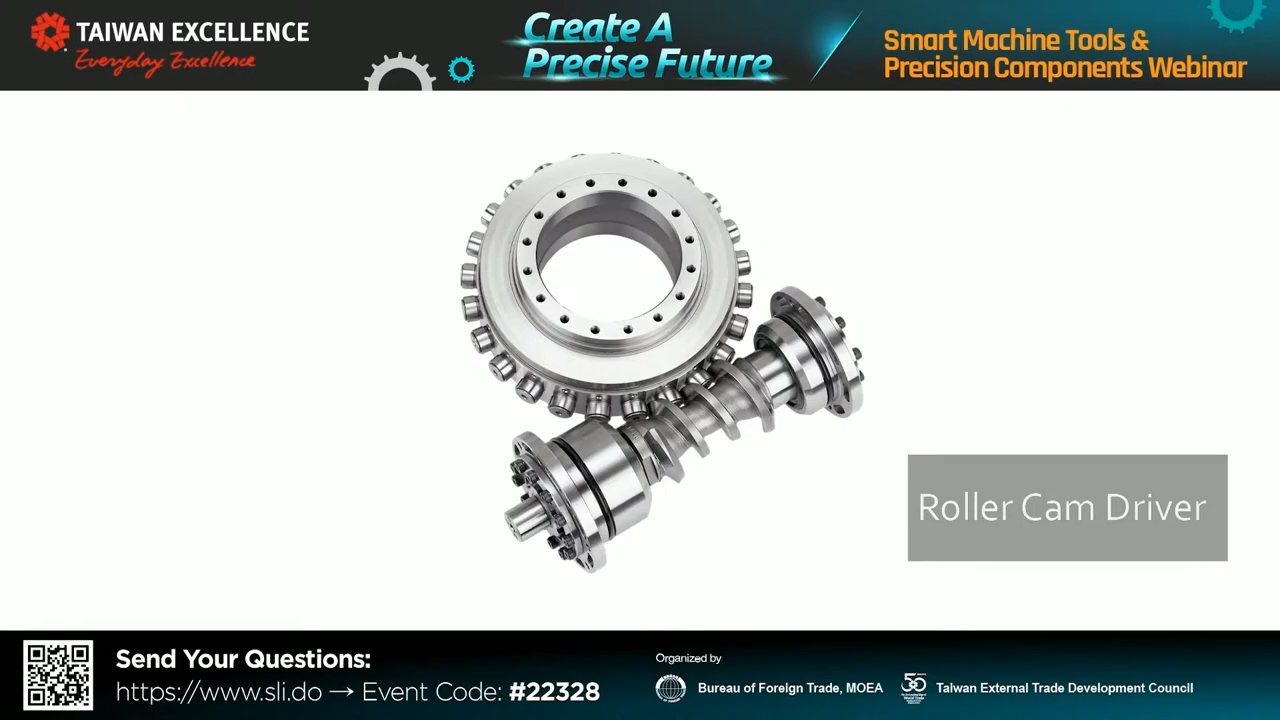 TAIWAN EXCELLENCE
Everyday Excellence
Create A
Precise Future
Smart Machine Tools &
Precision Components Webinar
Roller Cam Driver
Send Your Questions:
https://www.sli.do → Event Code: #22328
Organized by
Bureau of Foreign Trade, MOEA
50
Taiwan External Trade Development Council